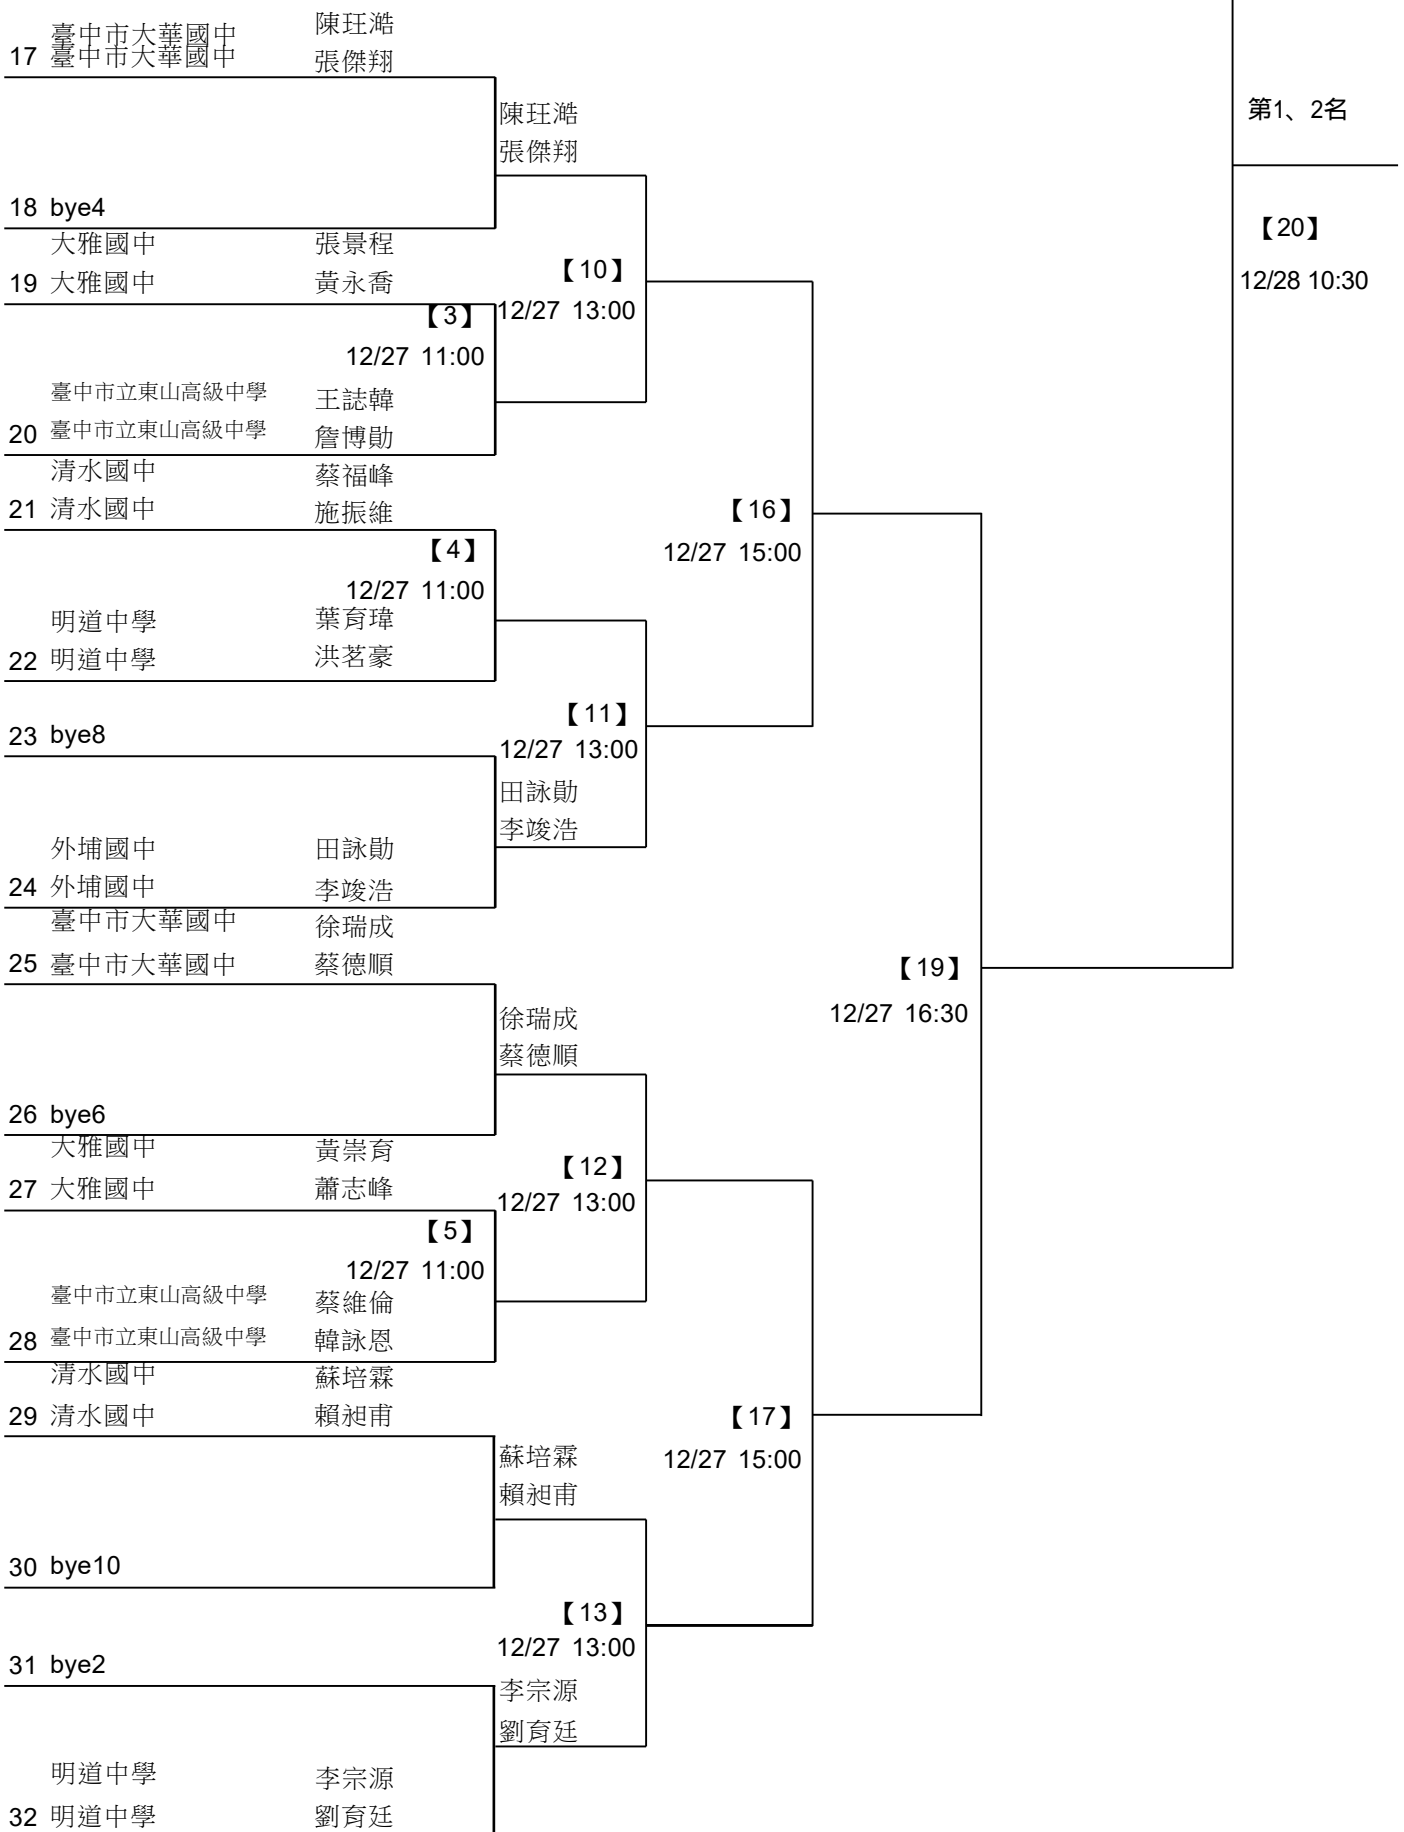 臺中市大華國中 陳玨澔
17 臺中市大華國中 張傑翔
陳玨澔
第1、2名
張傑翔
18 bye4
【20】
大雅國中 張景程
19 大雅國中 黃永喬
【10】
12/28 10:30
【3】
12/27 13:00
12/27 11:00
臺中市立東山高級中學 王誌韓
20 臺中市立東山高級中學 詹博勛
清水國中 蔡福峰
21 清水國中 施振維
【16】
【4】
12/27 15:00
12/27 11:00
明道中學 葉育瑋
22 明道中學 洪茗豪
【11】
23 bye8
12/27 13:00
田詠勛
李竣浩
外埔國中 田詠勛
24 外埔國中 李竣浩
臺中市大華國中 徐瑞成
25 臺中市大華國中 蔡德順
【19】
徐瑞成
12/27 16:30
蔡德順
26 bye6
大雅國中 黃崇育
【12】
27 大雅國中 蕭志峰
12/27 13:00
【5】
12/27 11:00
臺中市立東山高級中學 蔡維倫
28 臺中市立東山高級中學 韓詠恩
清水國中 蘇培霖
29 清水國中 賴昶甫
【17】
蘇培霖
12/27 15:00
賴昶甫
30 bye10
【13】
12/27 13:00
31 bye2
李宗源
劉育廷
明道中學 李宗源
32 明道中學 劉育廷